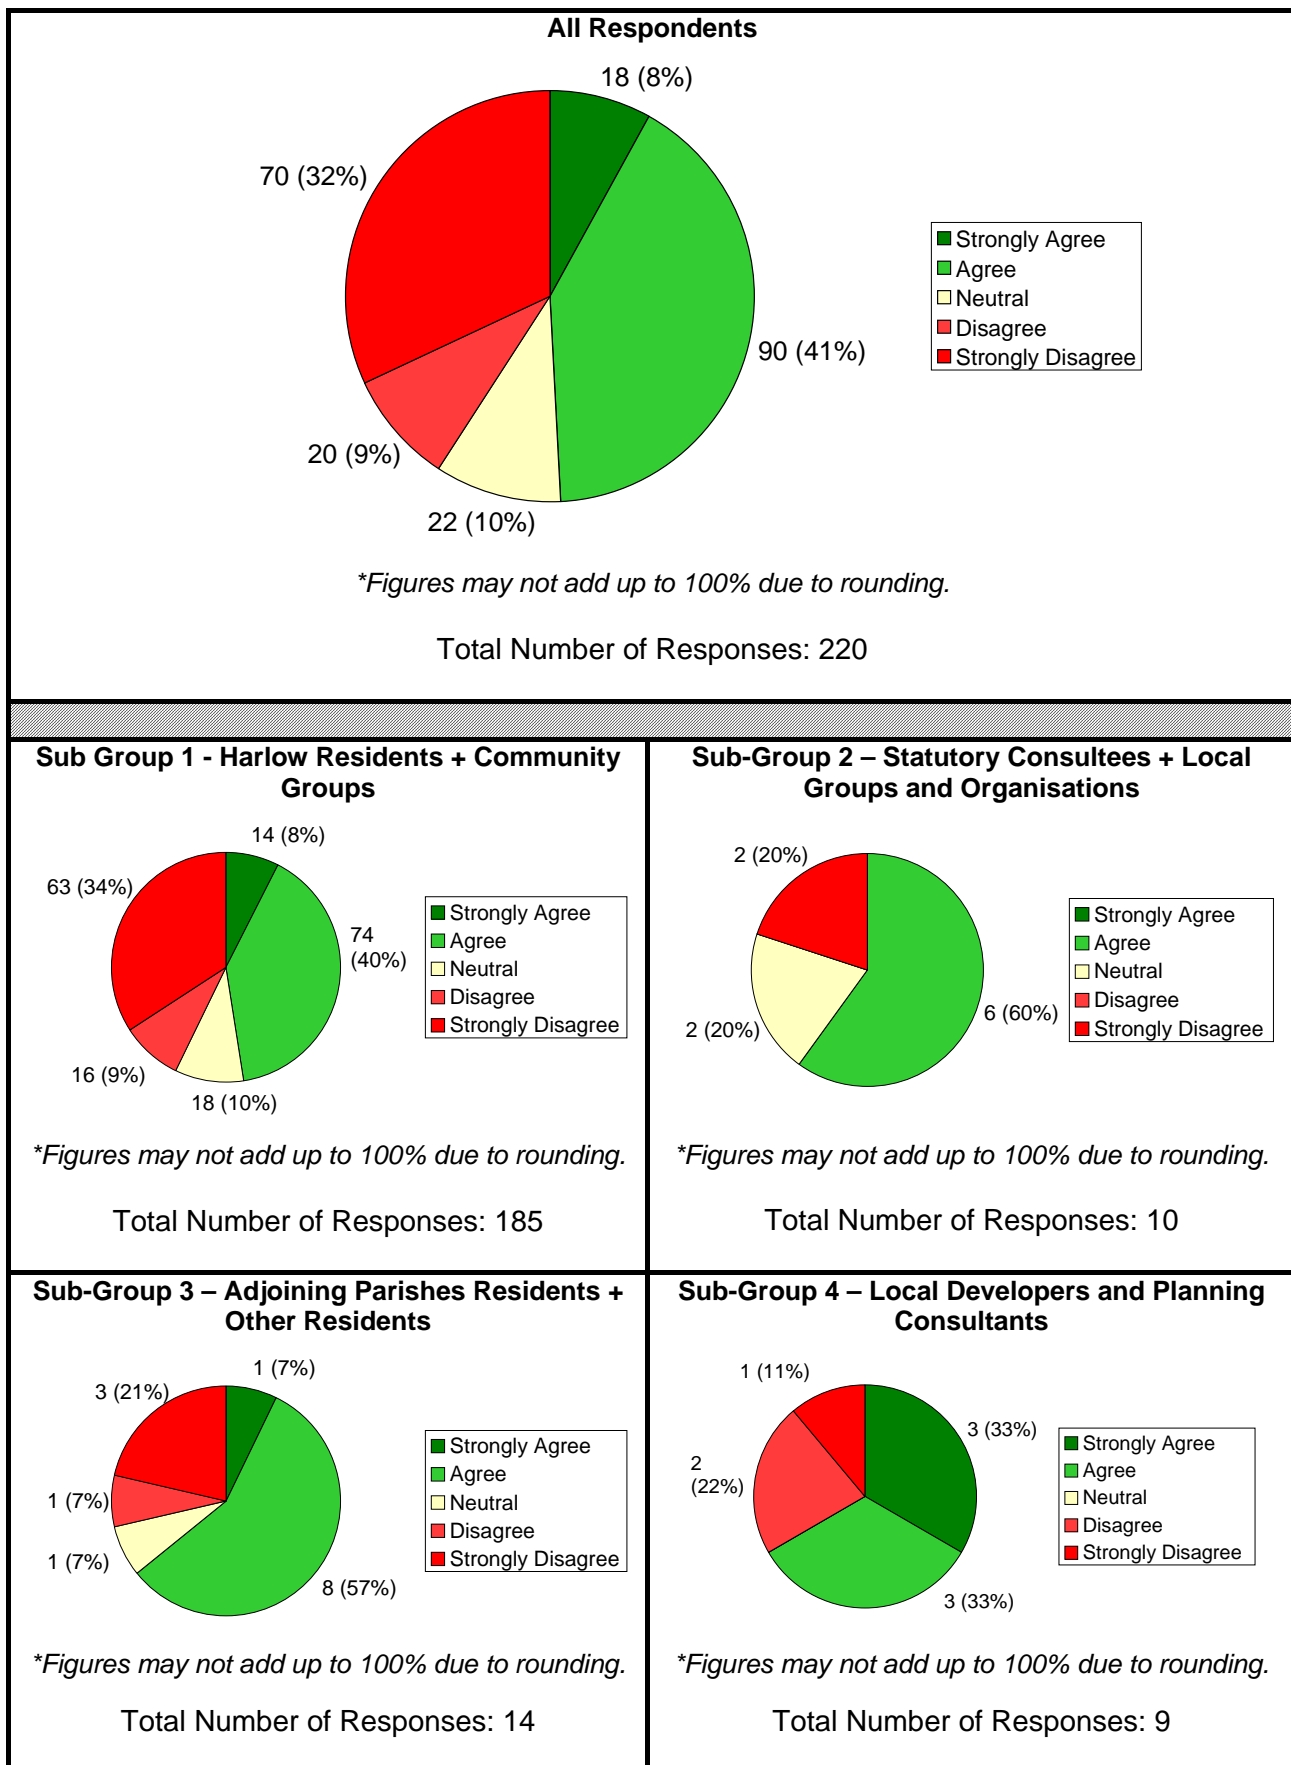 All Respondents
18 (8%)
70 (32%)
90 (41%)
20 (9%)
22 (10%)
Strongly Agree
Agree
Neutral
Disagree
Strongly Disagree
*Figures may not add up to 100% due to rounding.
Total Number of Responses: 220
Sub Group 1 - Harlow Residents + Community
Groups
14 (8%)
63 (34%)
74
(40%)
16 (9%)
18 (10%)
Strongly Agree
Agree
Neutral
Disagree
Strongly Disagree
*Figures may not add up to 100% due to rounding.
Total Number of Responses: 185
Sub-Group 2 – Statutory Consultees + Local
Groups and Organisations
2 (20%)
2 (20%)
6 (60%)
Strongly Agree
Agree
Neutral
Disagree
Strongly Disagree
*Figures may not add up to 100% due to rounding.
Total Number of Responses: 10
Sub-Group 3 – Adjoining Parishes Residents +
Other Residents
1 (7%)
3 (21%)
1 (7%)
1 (7%)
8 (57%)
Strongly Agree
Agree
Neutral
Disagree
Strongly Disagree
*Figures may not add up to 100% due to rounding.
Total Number of Responses: 14
Sub-Group 4 – Local Developers and Planning
Consultants
1 (11%)
3 (33%)
2
(22%)
3 (33%)
Strongly Agree
Agree
Neutral
Disagree
Strongly Disagree
*Figures may not add up to 100% due to rounding.
Total Number of Responses: 9